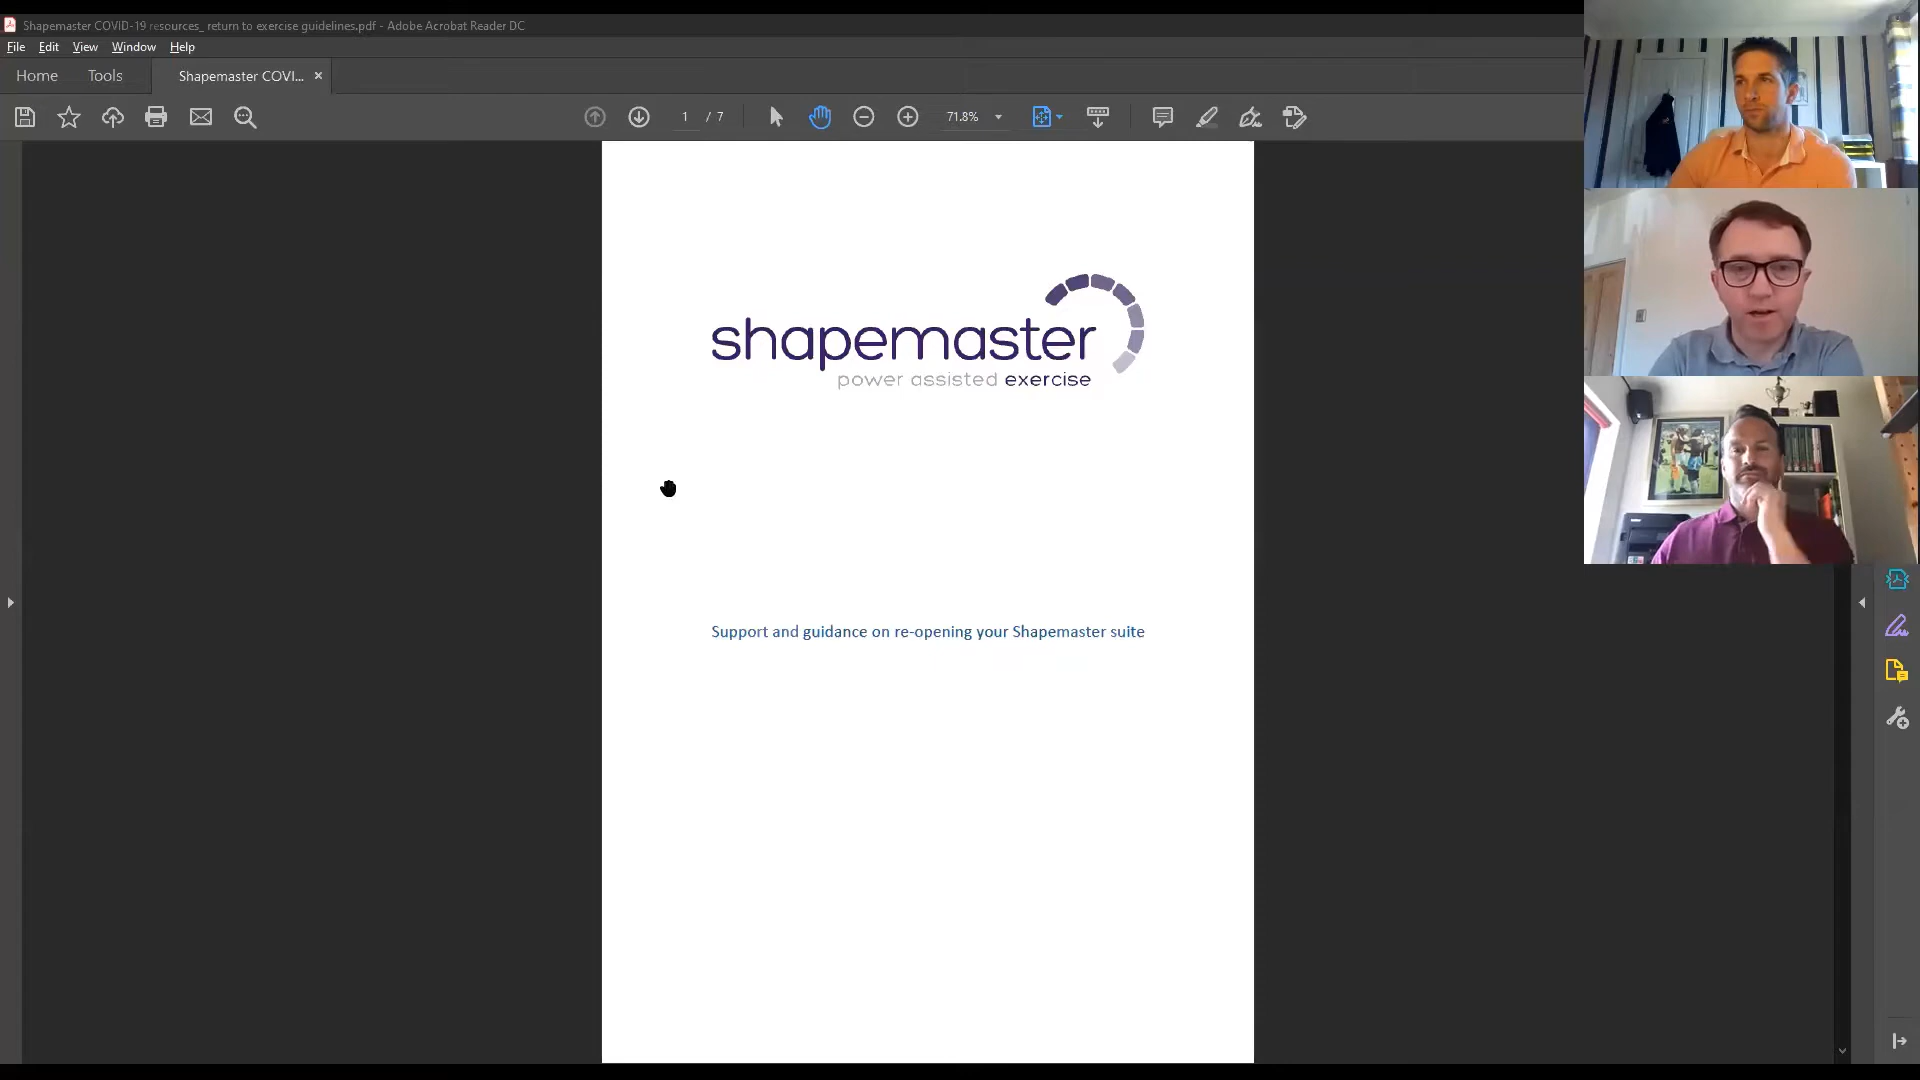 Shapemaster COVID-19 resources_ return to exercise guidelines.pdf - Adobe Acrobat Reader DC
File Edit View Window Help
Home Tools Shapemaster COVI... ×
1 / 7 71.8%
shapemaster
power assisted exercise
Support and guidance on re-opening your Shapemaster suite